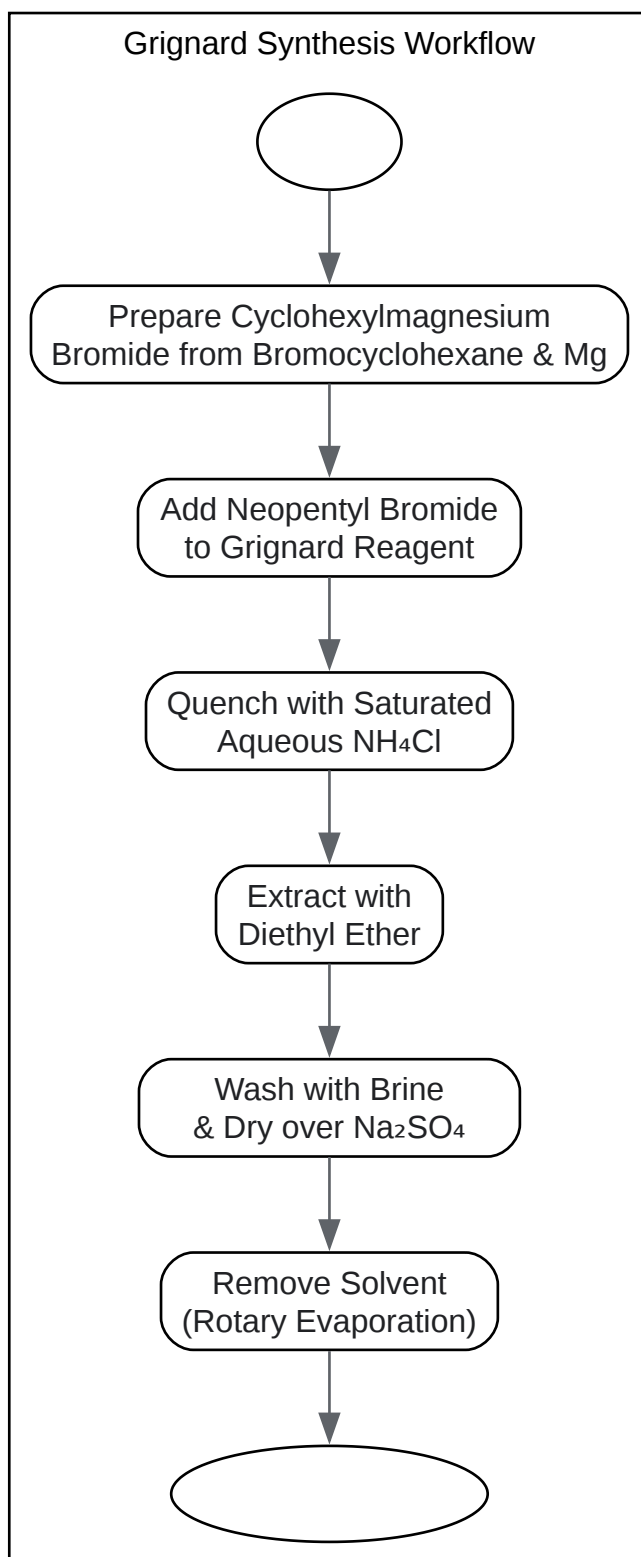 Grignard Synthesis Workflow
Prepare Cyclohexylmagnesium
Bromide from Bromocyclohexane & Mg
Add Neopentyl Bromide
to Grignard Reagent
Quench with Saturated
Aqueous NH₄Cl
Extract with
Diethyl Ether
Wash with Brine
& Dry over Na₂SO₄
Remove Solvent
(Rotary Evaporation)